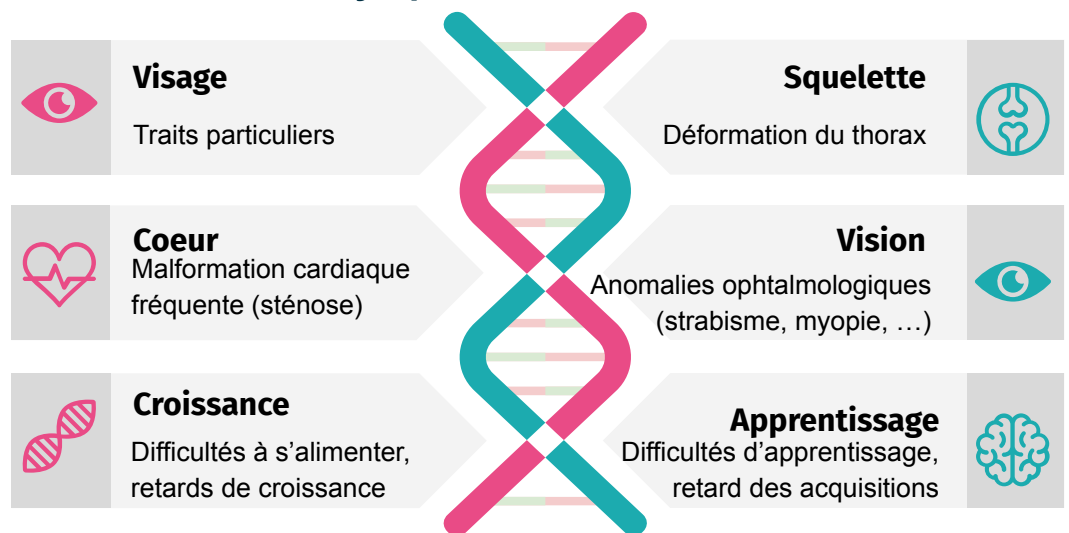 Visage
Traits particuliers
Squelette
Déformation du thorax
Coeur
Malformation cardiaque
fréquente (sténose)
Vision
Anomalies ophtalmologiques
(strabisme, myopie, …)
Croissance
Difficultés à s’alimenter,
retards de croissance
Apprentissage
Difficultés d’apprentissage,
retard des acquisitions